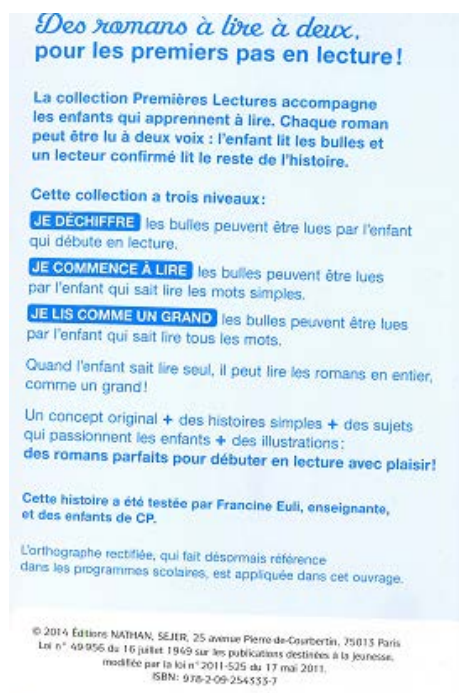 Des romans à lire à deux,
pour les premiers pas en lecture!
La collection Premières Lectures accompagne
les enfants qui apprennent à lire. Chaque roman
peut être lu à deux voix : l'enfant lit les bulles et
un lecteur confirmé lit le reste de l'histoire.
Cette collection a trois niveaux:
JE DÉCHIFFRE les bulles peuvent être lues par l'enfant
qui débute en lecture.
JE COMMENCE À LIRE les bulles peuvent être lues
par l'enfant qui sait lire les mots simples.
JE LIS COMME UN GRAND les bulles peuvent être lues
par l'enfant qui sait lire tous les mots.
Quand l'enfant sait lire seul, il peut lire les romans en entier,
comme un grand!
Un concept original + des histoires simples + des sujets
qui passionnent les enfants + des illustrations:
des romans parfaits pour débuter en lecture avec plaisir!
Cette histoire a été testée par Francine Euli, enseignante,
et des enfants de CP.
L'orthographe rectifiée, qui fait désormais référence
dans les programmes scolaires, est appliquée dans cet ouvrage.
© 2014 Éditions NATHAN, SEJER, 25 avenue Pierre-de-Courbertin, 75013 Paris
Loi n° 49-956 du 16 juillet 1949 sur les publications destinées à la jeunesse,
modifiée par la loi n° 2011-525 du 17 mai 2011.
ISBN: 978-2-09-254333-7